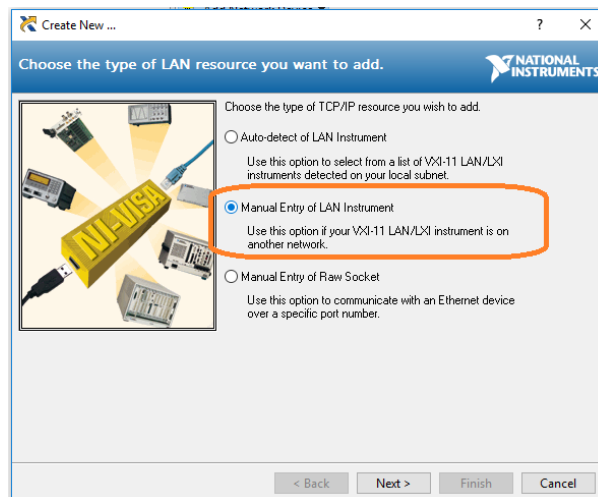 Add Network Device
Create New ...
?
Choose the type of LAN resource you want to add.
NATIONAL
INSTRUMENTS
Choose the type of TCP/IP resource you wish to add.
Auto-detect of LAN Instrument
Use this option to select from a list of VXI-11 LAN/LXI
instruments detected on your local subnet.
Manual Entry of LAN Instrument
Use this option if your VXI-11 LAN/LXI instrument is on
another network.
Manual Entry of Raw Socket
Use this option to communicate with an Ethernet device
over a specific port number.
NI-VISA
< Back
Next >
Finish
Cancel